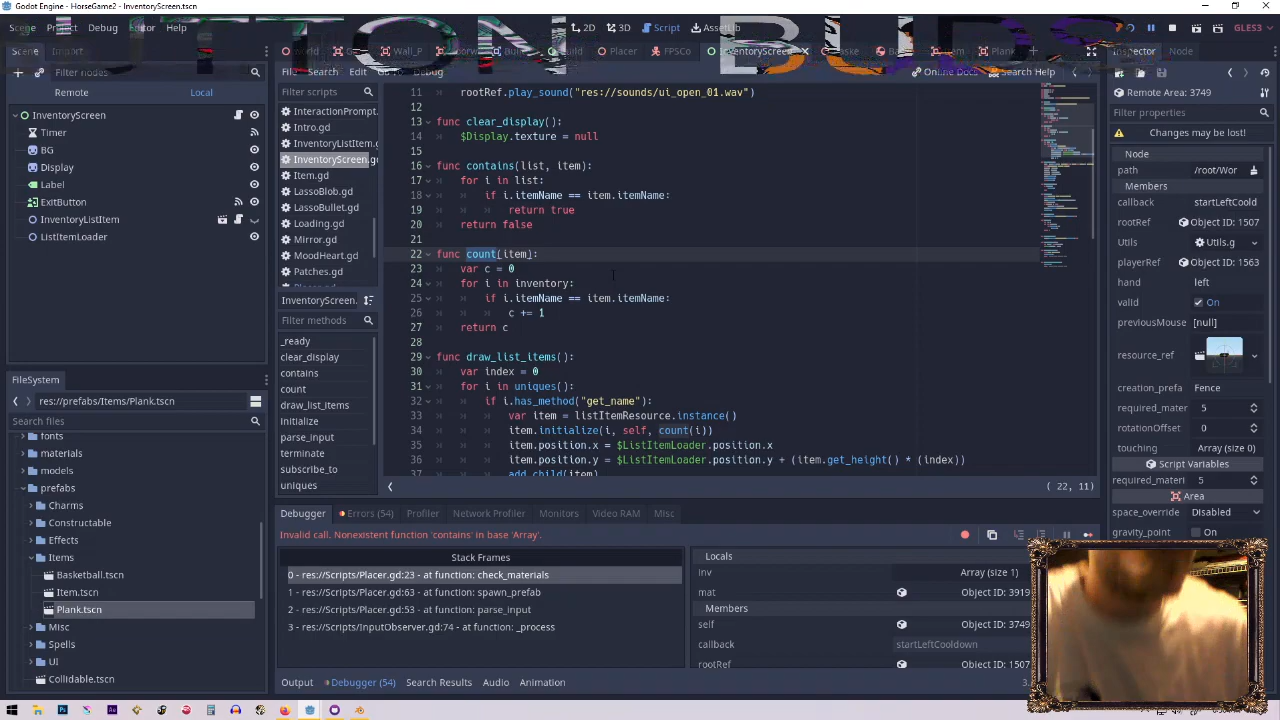 Godot Engine - HorseGame2 - InventoryScreen.tscn
Scene Project Debug Editor Help
2D 3D Script AssetLib
GLES3
Scene Import
Wall_P
Placer FPSCo InventoryScreen
Inspector Node
Filter nodes
File Search Edit Go To Debug
Online Docs Search Help
Remote Local
Filter scripts
Remote Area: 3749
Filter properties
Changes may be lost!
InventoryScreen
Timer
BG
Display
Label
ExitButton
InventoryListItem
ListItemLoader
InteractionPrompt.
Intro.gd
InventoryListItem.g
InventoryScreen.g
Item.gd
LassoBlob.gd
LassoBulle
Loading.gd
Mirror.gd
MoodHeart.gd
Patches.gd
InventoryScreen.
Filter methods
_ready
clear_display
contains
count
draw_list_items
initialize
parse_input
terminate
subscribe_to
uniques
11 rootRef.play_sound("res://sounds/ui_open_01.wav")
12
13 func clear_display():
14 $Display.texture = null
15
16 func contains(list, item):
17 for i in list:
18 if i.itemName == item.itemName:
19 return true
20 return false
21
22 func count(item):
23 var c = 0
24 for i in inventory:
25 if i.itemName == item.itemName:
26 c += 1
27 return c
28
29 func draw_list_items():
30 var index = 0
31 for i in uniques():
32 if i.has_method("get_name"):
33 var item = listItemResource.instance()
34 item.initialize(i, self, count(i))
35 item.position.x = $ListItemLoader.position.x
36 item.position.y = $ListItemLoader.position.y + (item.get_height() * (index))
37 add_child(item)
( 22, 11)
Node
path /root/Wor
Members
callback startLeftCoold
rootRef Object ID: 1507
Utils Utils.g
playerRef Object ID: 1563
hand left
valid On
previousMouse [null]
resource_ref
creation_prefa Fence
required_mater 5
rotationOffset 0
touching Array (size 0)
Script Variables
required_materi 5
Area
space_override Disabled
gravity_point On
FileSystem
res://prefabs/Items/Plank.tscn
Search files
fonts
materials
models
prefabs
Charms
Constructable
Effects
Items
Basketball.tscn
Item.tscn
Plank.tscn
Misc
Spells
UI
Collidable.tscn
Debugger Errors (54) Profiler Network Profiler Monitors Video RAM Misc
Invalid call. Nonexistent function 'contains' in base 'Array'.
Stack Frames
0 - res://Scripts/Placer.gd:23 - at function: check_materials
1 - res://Scripts/Placer.gd:63 - at function: spawn_prefab
2 - res://Scripts/Placer.gd:53 - at function: parse_input
3 - res://Scripts/InputObserver.gd:74 - at function: _process
Locals
inv Array (size 1)
mat Object ID: 3919
Members
self Object ID: 3749
callback startLeftCooldown
rootRef Object ID: 1507
Output Debugger (54) Search Results Audio Animation
3.